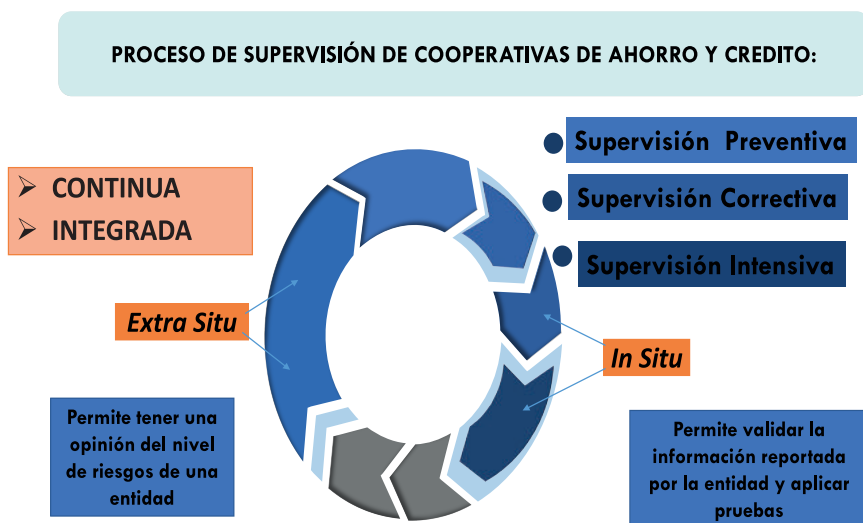 PROCESO DE SUPERVISIÓN DE COOPERATIVAS DE AHORRO Y CREDITO:
Supervisión Preventiva
Supervisión Correctiva
Supervisión Intensiva
CONTINUA
INTEGRADA
Extra Situ
In Situ
Permite tener una
opinión del nivel
de riesgos de una
entidad
Permite validar la
información reportada
por la entidad y aplicar
pruebas